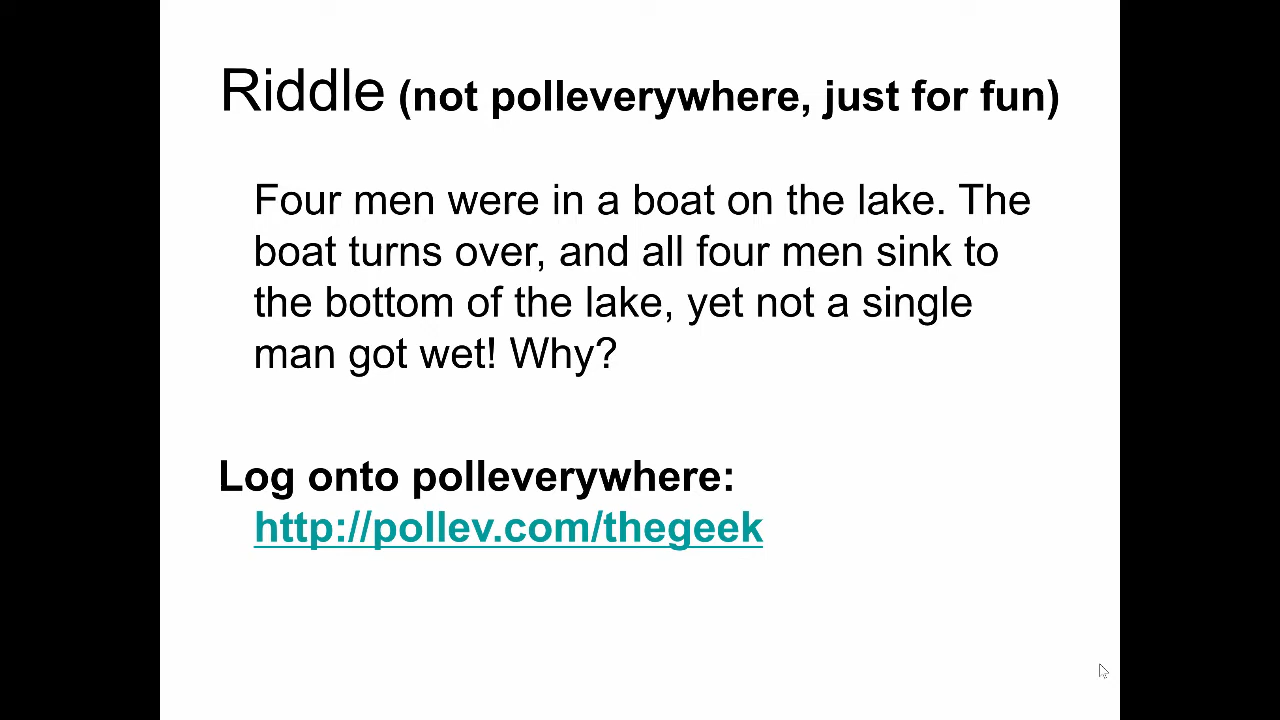 Riddle (not polleverywhere, just for fun)
Four men were in a boat on the lake. The
boat turns over, and all four men sink to
the bottom of the lake, yet not a single
man got wet! Why?
Log onto polleverywhere:
http://pollev.com/thegeek